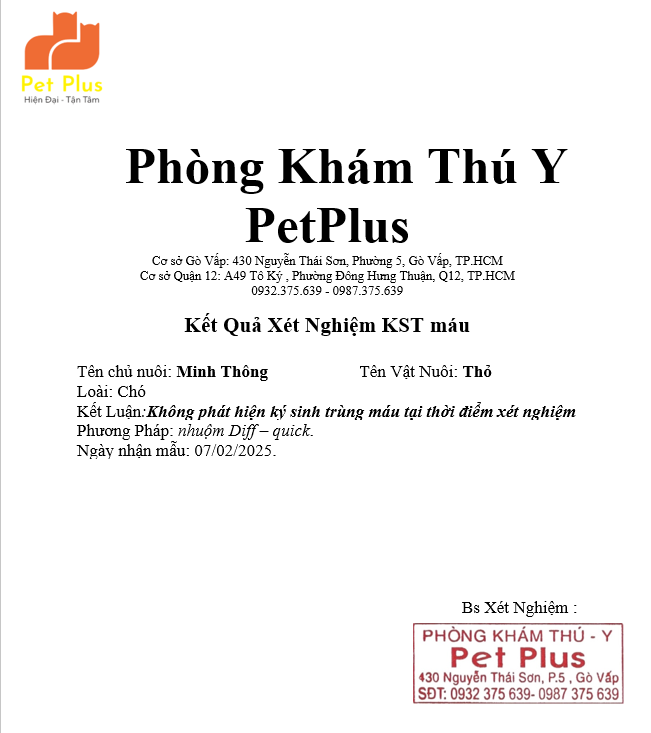 Pet Plus
Hiện Đại - Tận Tâm
Phòng Khám Thú Y
PetPlus
Cơ sở Gò Vấp: 430 Nguyễn Thái Sơn, Phường 5, Gò Vấp, TP.HCM
Cơ sở Quận 12: A49 Tô Ký , Phường Đông Hưng Thuận, Q12, TP.HCM
0932.375.639 - 0987.375.639
Kết Quả Xét Nghiệm KST máu
Tên chủ nuôi: Minh Thông Tên Vật Nuôi: Thỏ
Loài: Chó
Kết Luận:Không phát hiện ký sinh trùng máu tại thời điểm xét nghiệm
Phương Pháp: nhuộm Diff – quick.
Ngày nhận mẫu: 07/02/2025.
Bs Xét Nghiệm :
PHÒNG KHÁM THÚ - Y
Pet Plus
430 Nguyễn Thái Sơn, P.5 , Gò Vấp
SĐT: 0932 375 639- 0987 375 639